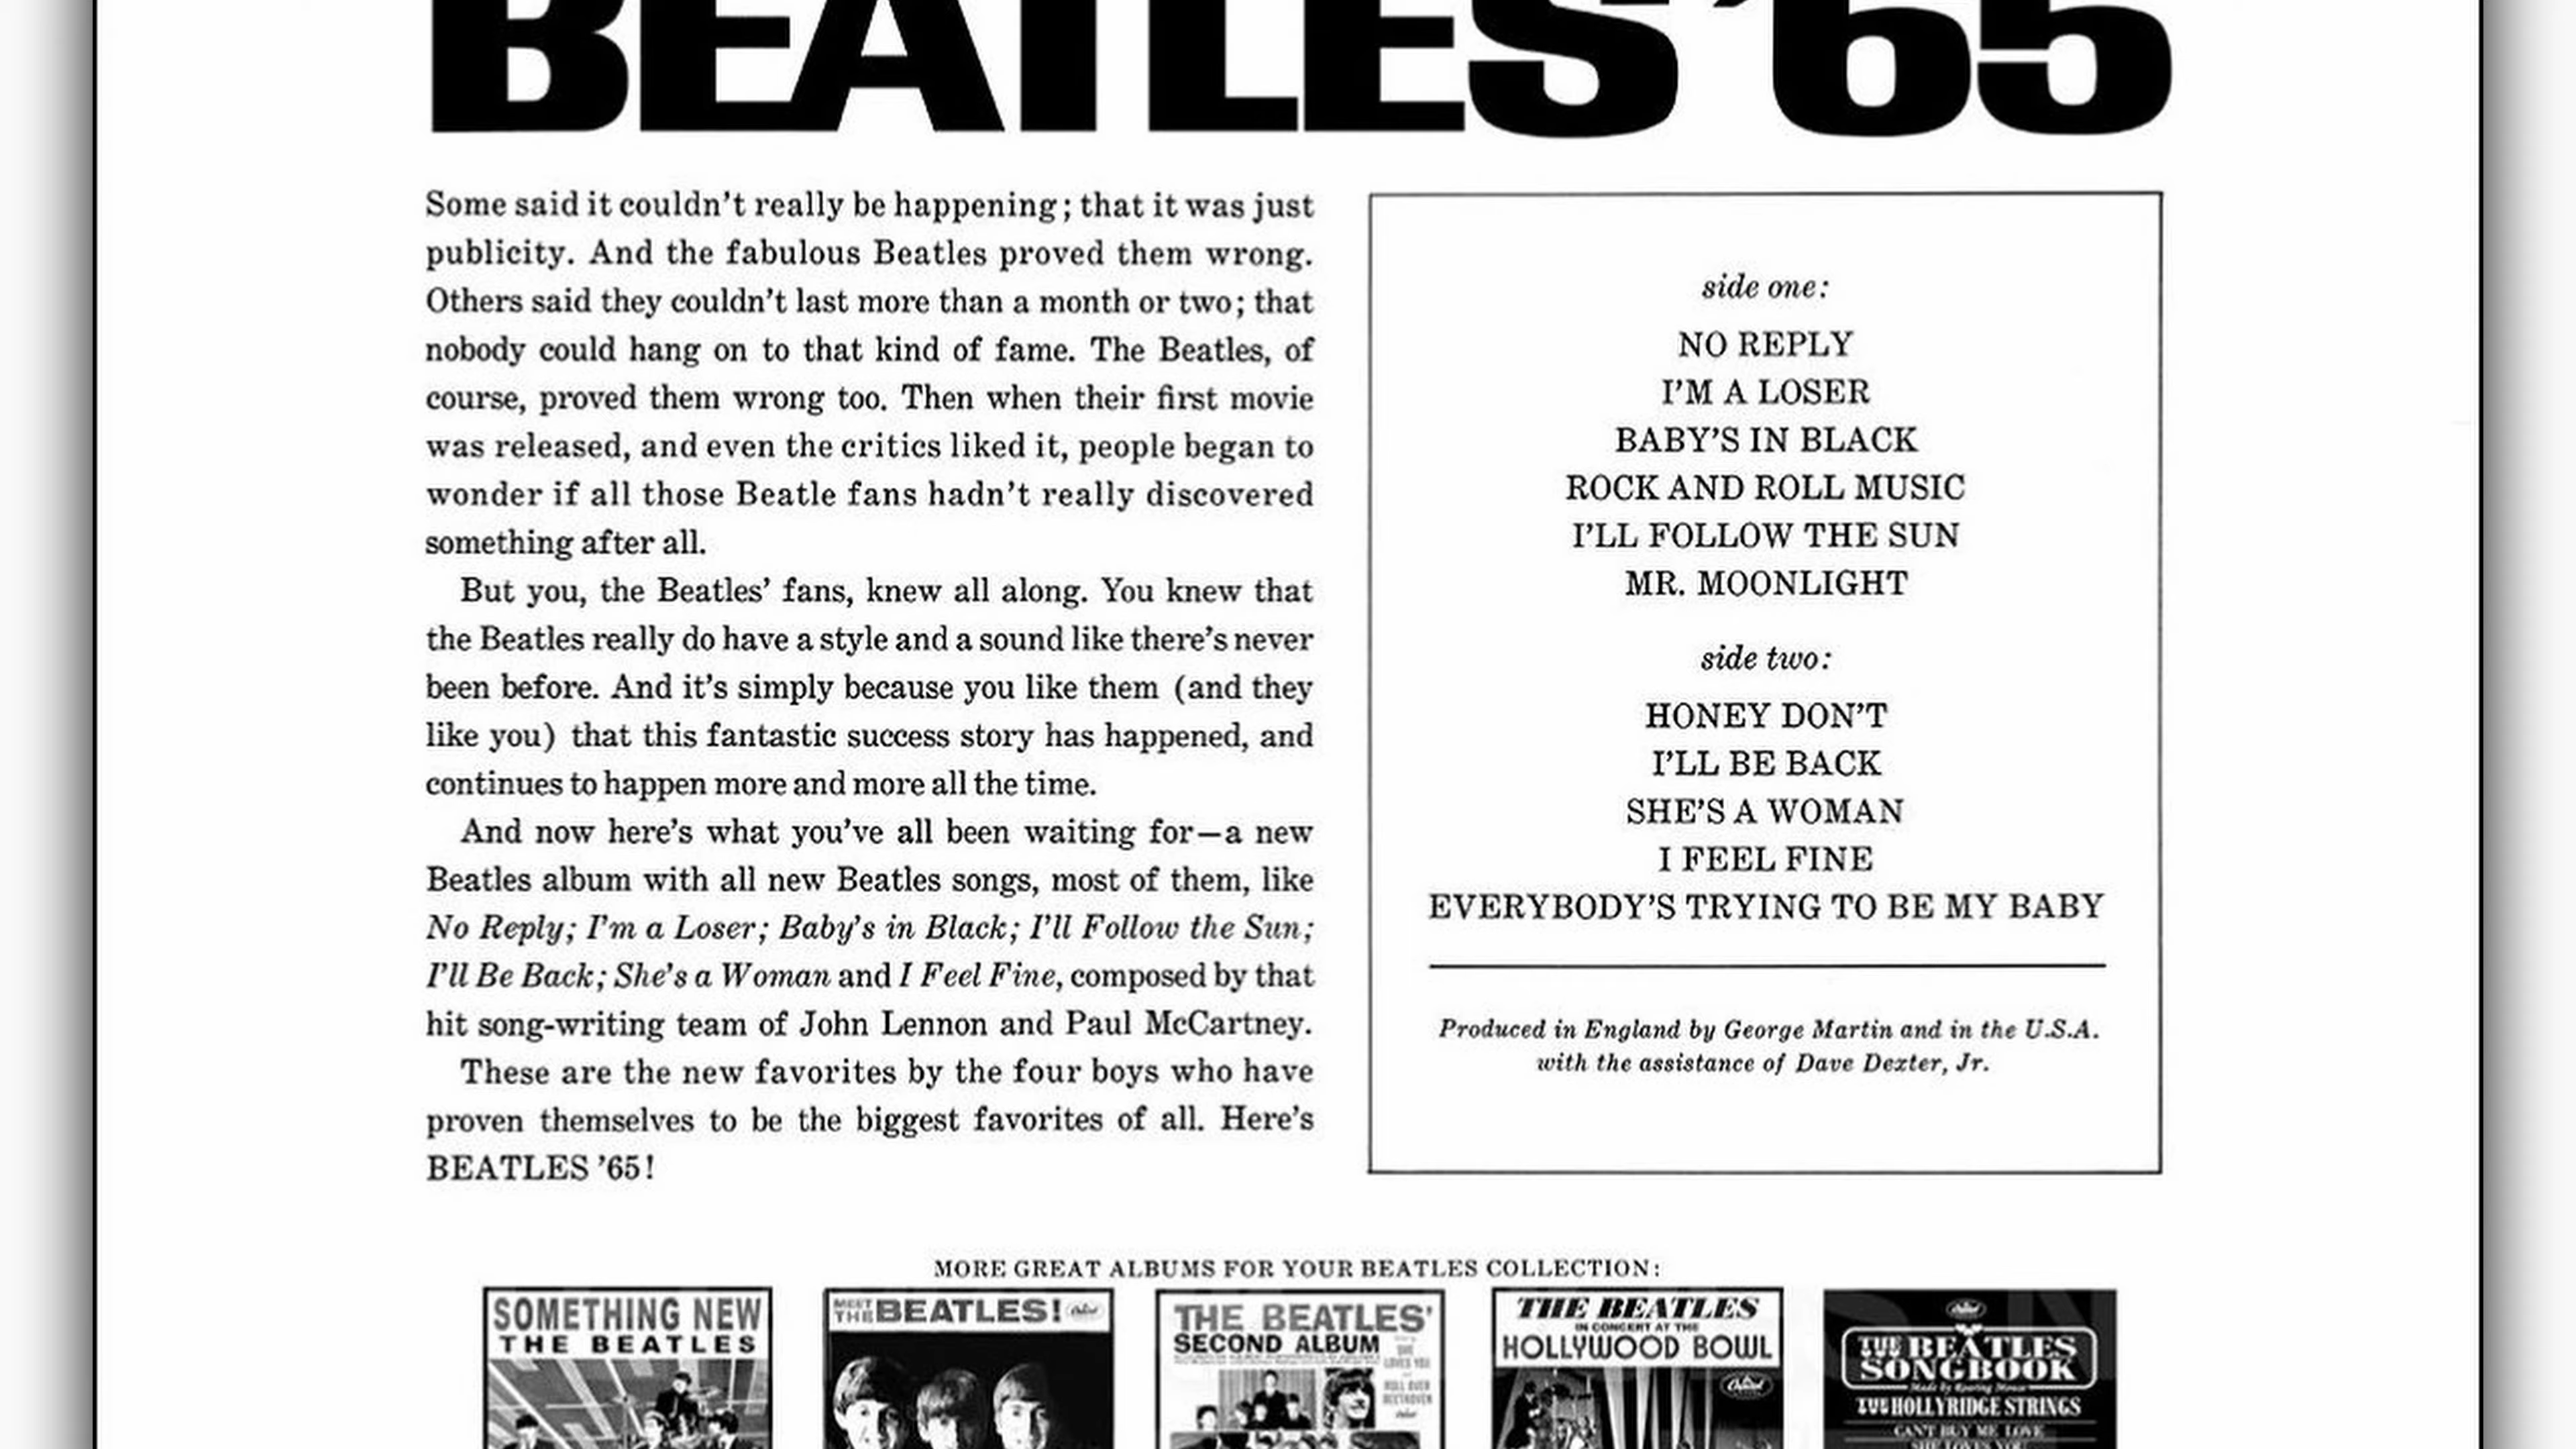 BEATLES '65
Some said it couldn't really be happening; that it was just
publicity. And the fabulous Beatles proved them wrong.
Others said they couldn't last more than a month or two; that
nobody could hang on to that kind of fame. The Beatles, of
course, proved them wrong too. Then when their first movie
was released, and even the critics liked it, people began to
wonder if all those Beatle fans hadn't really discovered
something after all.
But you, the Beatles' fans, knew all along. You knew that
the Beatles really do have a style and a sound like there's never
been before. And it's simply because you like them (and they
like you) that this fantastic success story has happened, and
continues to happen more and more all the time.
And now here's what you've all been waiting for—a new
Beatles album with all new Beatles songs, most of them, like
No Reply; I'm a Loser; Baby's in Black; I'll Follow the Sun;
I'll Be Back; She's a Woman and I Feel Fine, composed by that
hit song-writing team of John Lennon and Paul McCartney.
These are the new favorites by the four boys who have
proven themselves to be the biggest favorites of all. Here's
BEATLES '65!
side one:
NO REPLY
I'M A LOSER
BABY'S IN BLACK
ROCK AND ROLL MUSIC
I'LL FOLLOW THE SUN
MR. MOONLIGHT
side two:
HONEY DON'T
I'LL BE BACK
SHE'S A WOMAN
I FEEL FINE
EVERYBODY'S TRYING TO BE MY BABY
Produced in England by George Martin and in the U.S.A.
with the assistance of Dave Dexter, Jr.
MORE GREAT ALBUMS FOR YOUR BEATLES COLLECTION:
SOMETHING NEW
THE BEATLES
MEET
THE BEATLES!
Capitol
THE BEATLES'
SECOND ALBUM
SHE
LOVES YOU
ROLL OVER
BEETHOVEN
THE BEATLES
IN CONCERT AT THE
HOLLYWOOD BOWL
Capitol
THE BEATLES
SONGBOOK
THE HOLLYRIDGE STRINGS
CAN'T BUY ME LOVE
SHE LOVES YOU